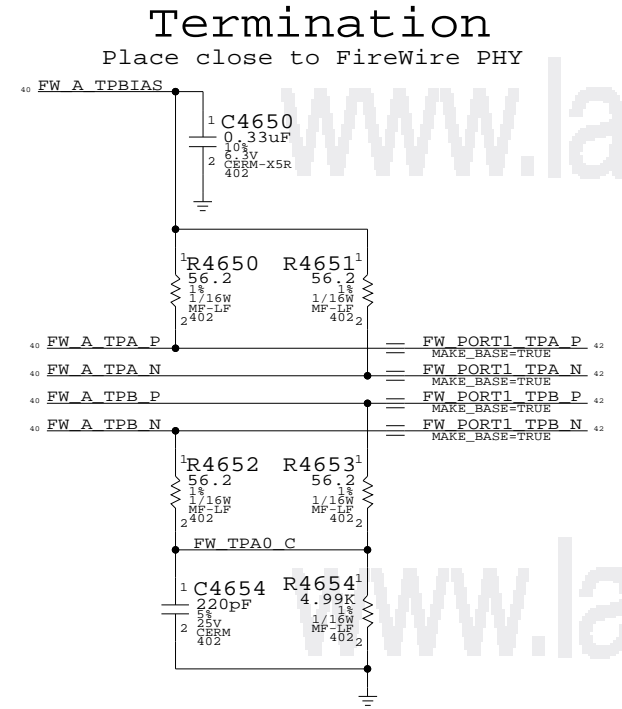 Termination
Place close to FireWire PHY
40 FW_A_TPBIAS
1 C4650
0.33uF
10%
6.3V
2 CERM-X5R
402
1 R4650
56.2
1%
1/16W
MF-LF
2 402
R4651 1
56.2
1%
1/16W
MF-LF
402 2
40 FW_A_TPA_P
FW_PORT1_TPA_P 42
MAKE_BASE=TRUE
40 FW_A_TPA_N
FW_PORT1_TPA_N 42
MAKE_BASE=TRUE
40 FW_A_TPB_P
FW_PORT1_TPB_P 42
MAKE_BASE=TRUE
40 FW_A_TPB_N
FW_PORT1_TPB_N 42
MAKE_BASE=TRUE
1 R4652
56.2
1%
1/16W
MF-LF
2 402
R4653 1
56.2
1%
1/16W
MF-LF
402 2
FW_TPA0_C
1 C4654
220pF
5%
25V
2 CERM
402
R4654 1
4.99K
1%
1/16W
MF-LF
402 2
www.la
www.la